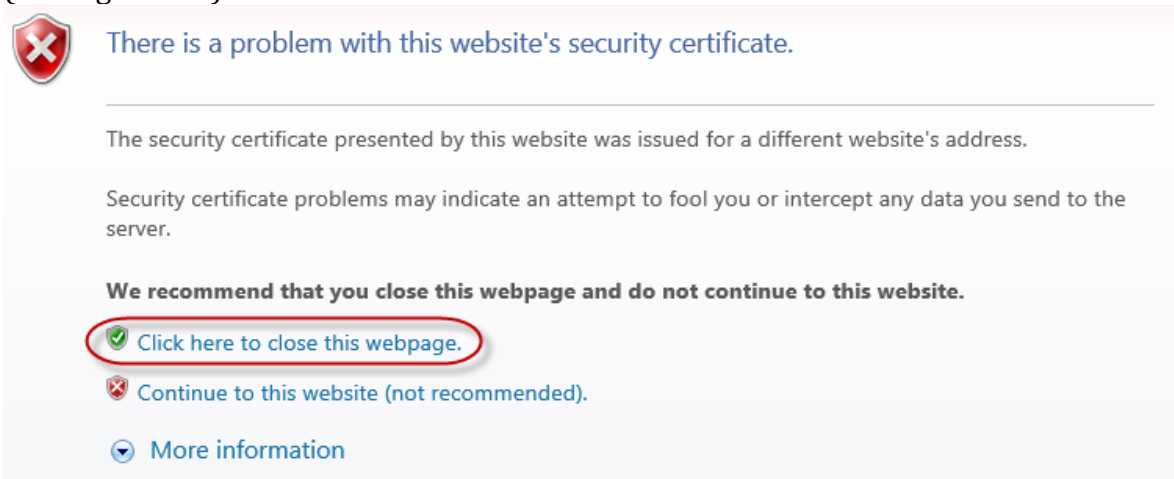 There is a problem with this website's security certificate.
The security certificate presented by this website was issued for a different website's address.
Security certificate problems may indicate an attempt to fool you or intercept any data you send to the
server.
We recommend that you close this webpage and do not continue to this website.
Click here to close this webpage.
Continue to this website (not recommended).
More information